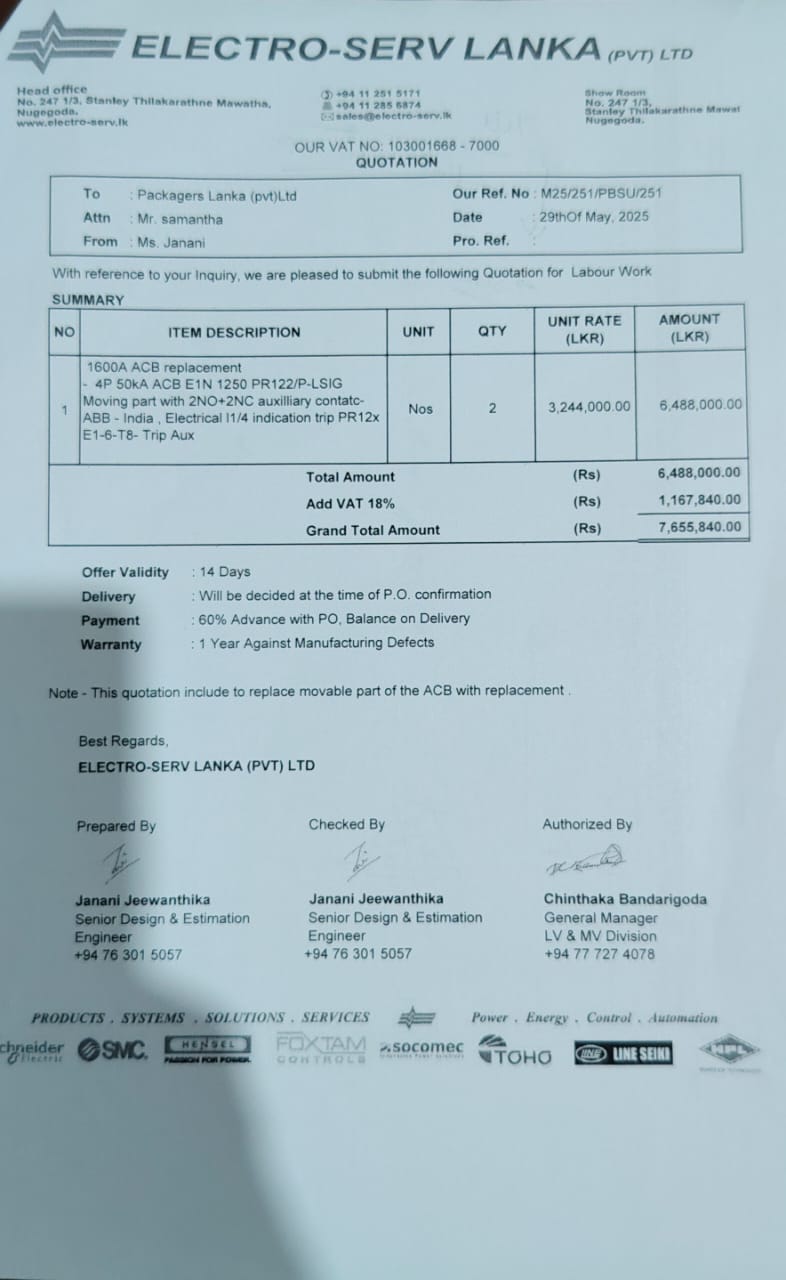 ELECTRO-SERV LANKA (PVT) LTD
Head office
No. 247 1/3, Stanley Thilakarathne Mawatha,
Nugegoda.
www.electro-serv.lk
+94 11 251 5171
+94 11 285 6874
sales@electro-serv.lk
Show Room
No. 247 1/3,
Stanley Thilakarathne Mawat
Nugegoda.
OUR VAT NO: 103001668 - 7000
QUOTATION
To : Packagers Lanka (pvt)Ltd
Attn : Mr. samantha
From : Ms. Janani
Our Ref. No : M25/251/PBSU/251
Date : 29thOf May, 2025
Pro. Ref. :
With reference to your Inquiry, we are pleased to submit the following Quotation for Labour Work
SUMMARY
NO ITEM DESCRIPTION UNIT QTY UNIT RATE (LKR) AMOUNT (LKR)
1600A ACB replacement
- 4P 50kA ACB E1N 1250 PR122/P-LSIG
Moving part with 2NO+2NC auxilliary contatc-
1 ABB - India , Electrical I1/4 indication trip PR12x Nos 2 3,244,000.00 6,488,000.00
E1-6-T8- Trip Aux
Total Amount (Rs) 6,488,000.00
Add VAT 18% (Rs) 1,167,840.00
Grand Total Amount (Rs) 7,655,840.00
Offer Validity : 14 Days
Delivery : Will be decided at the time of P.O. confirmation
Payment : 60% Advance with PO, Balance on Delivery
Warranty : 1 Year Against Manufacturing Defects
Note - This quotation include to replace movable part of the ACB with replacement .
Best Regards,
ELECTRO-SERV LANKA (PVT) LTD
Prepared By
Janani Jeewanthika
Senior Design & Estimation
Engineer
+94 76 301 5057
Checked By
Janani Jeewanthika
Senior Design & Estimation
Engineer
+94 76 301 5057
Authorized By
Chinthaka Bandarigoda
General Manager
LV & MV Division
+94 77 727 4078
PRODUCTS . SYSTEMS . SOLUTIONS . SERVICES
Power . Energy . Control . Automation
chneider
Electric
SMC.
HENSEL
PASSION FOR POWER.
FOXTAM
CONTROLS
socomec
TOHO
LINE LINE SEIKI